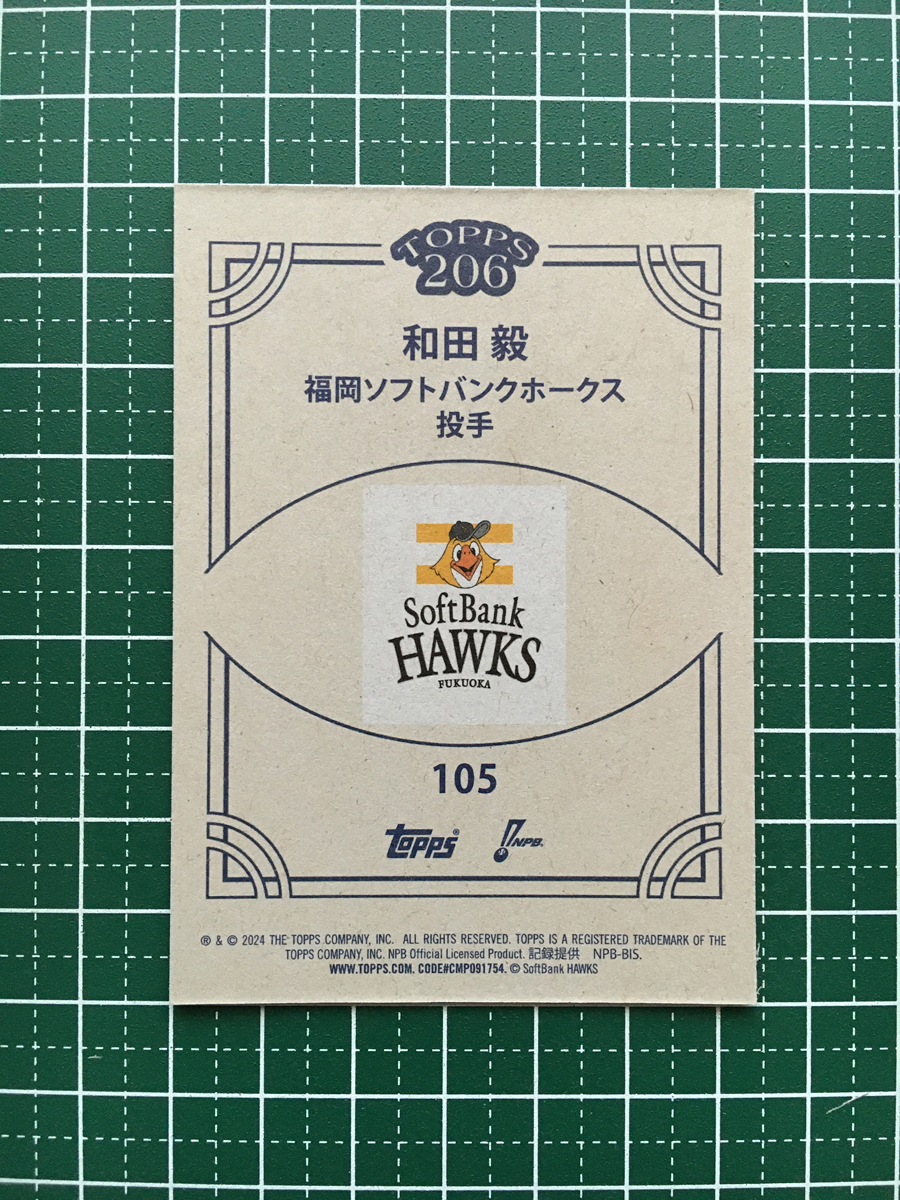 TOPPS
206
和田 毅
福岡ソフトバンクホークス
投手
SoftBank
HAWKS
FUKUOKA
105
topps® NPB®
® & © 2024 THE TOPPS COMPANY, INC. ALL RIGHTS RESERVED. TOPPS IS A REGISTERED TRADEMARK OF THE
TOPPS COMPANY, INC. NPB Official Licensed Product. 記録提供 NPB-BIS.
WWW.TOPPS.COM. CODE#CMP091754. © SoftBank HAWKS